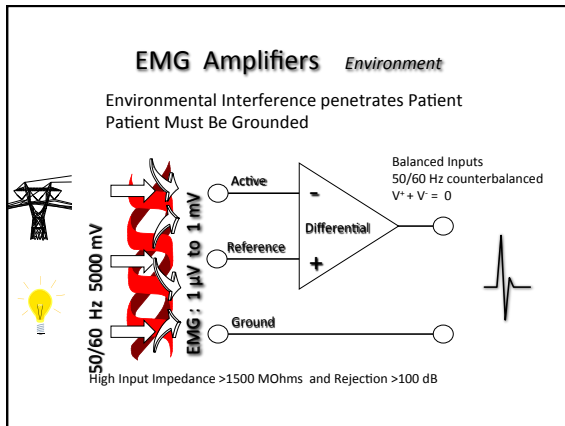 EMG Amplifiers Environment
Environmental Interference penetrates Patient
Patient Must Be Grounded
Balanced Inputs
50/60 Hz counterbalanced
V⁺ + V⁻ = 0
50/60 Hz 5000 mV
EMG : 1 µV to 1 mV
Active
-
Differential
Reference
+
Ground
High Input Impedance >1500 MOhms and Rejection >100 dB